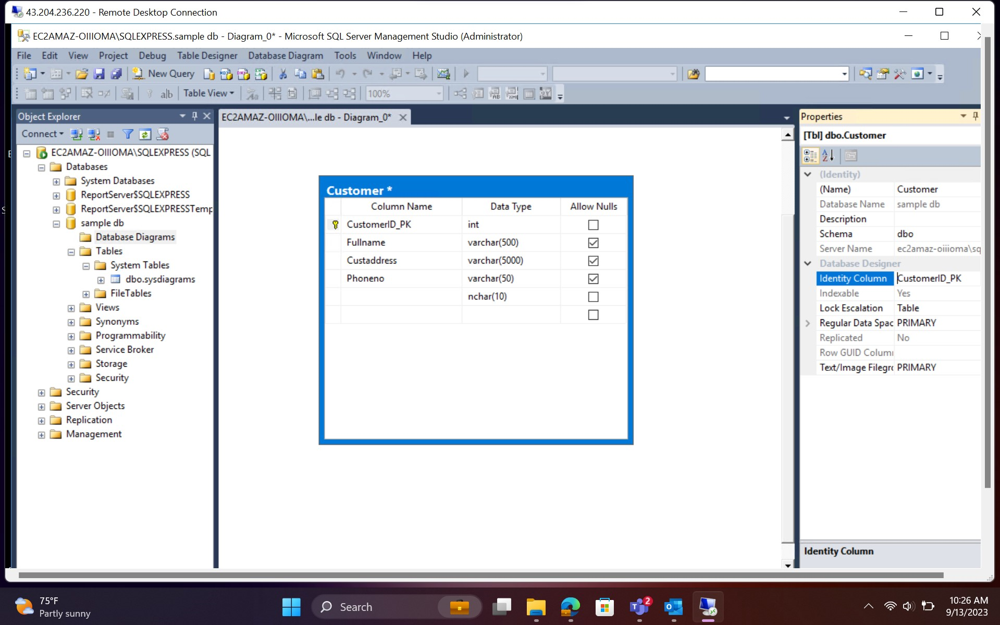 43.204.236.220 - Remote Desktop Connection
EC2AMAZ-OIIIOMA\SQLEXPRESS.sample db - Diagram_0* - Microsoft SQL Server Management Studio (Administrator)
File Edit View Project Debug Table Designer Database Diagram Tools Window Help
New Query
Table View 100%
Object Explorer
EC2AMAZ-OIIIOMA\...le db - Diagram_0*
Connect
EC2AMAZ-OIIIOMA\SQLEXPRESS (SQL
Databases
System Databases
ReportServer$SQLEXPRESS
ReportServer$SQLEXPRESSTemp
sample db
Database Diagrams
Tables
System Tables
dbo.sysdiagrams
FileTables
Views
Synonyms
Programmability
Service Broker
Storage
Security
Security
Server Objects
Replication
Management
Customer *
Column Name Data Type Allow Nulls
CustomerID_PK int
Fullname varchar(500)
Custaddress varchar(5000)
Phoneno varchar(50)
nchar(10)
Properties
[Tbl] dbo.Customer
(Identity)
(Name) Customer
Database Name sample db
Description
Schema dbo
Server Name ec2amaz-oiiioma\sq
Database Designer
Identity Column CustomerID_PK
Indexable Yes
Lock Escalation Table
Regular Data Spac PRIMARY
Replicated No
Row GUID Colum
Text/Image Filegr PRIMARY
Identity Column
75°F
Partly sunny
Search
2
10:26 AM
9/13/2023